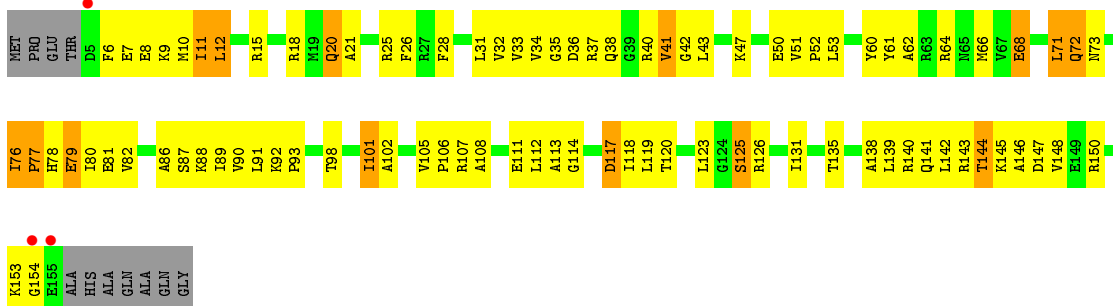 MET PRO GLU THR D5 F6 E7 E8 K9 M10 I11 L12 R15 R18 M19 Q20 A21 R25 F26 R27 F28 L31 V32 V33 V34 G35 D36 R37 Q38 G39 R40 V41 G42 L43 K47 E50 V51 P52 L53 Y60 Y61 A62 R63 R64 N65 M66 V67 E68 L71 Q72 N73
I76 P77 H78 E79 I80 E81 V82 A86 S87 K88 I89 V90 L91 K92 P93 T98 I101 A102 V105 P106 R107 A108 E111 L112 A113 G114 D117 I118 L119 T120 L123 G124 S125 R126 I131 T135 A138 L139 R140 Q141 L142 R143 T144 K145 A146 D147 V148 E149 R150
K153 G154 E155 ALA HIS ALA GLN ALA GLN GLY